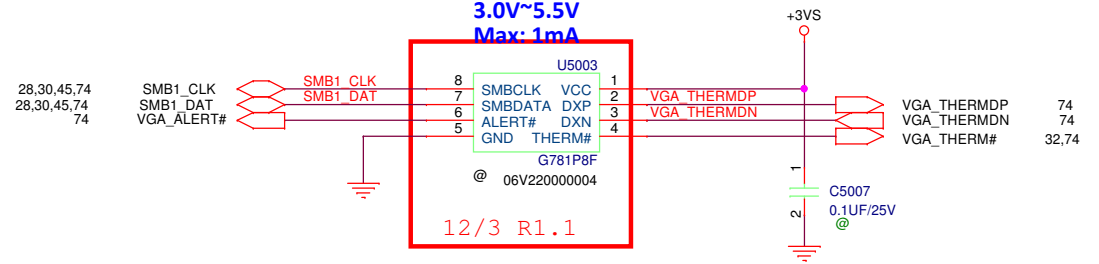 3.0V~5.5V
Max: 1mA
+3VS
U5003
28,30,45,74 SMB1_CLK SMB1_CLK 8 SMBCLK VCC 1
28,30,45,74 SMB1_DAT SMB1_DAT 7 SMBDATA DXP 2 VGA_THERMDP VGA_THERMDP 74
74 VGA_ALERT# 6 ALERT# DXN 3 VGA_THERMDN VGA_THERMDN 74
5 GND THERM# 4 VGA_THERM# 32,74
G781P8F
@ 06V220000004
1
C5007
2 0.1UF/25V
@
12/3 R1.1